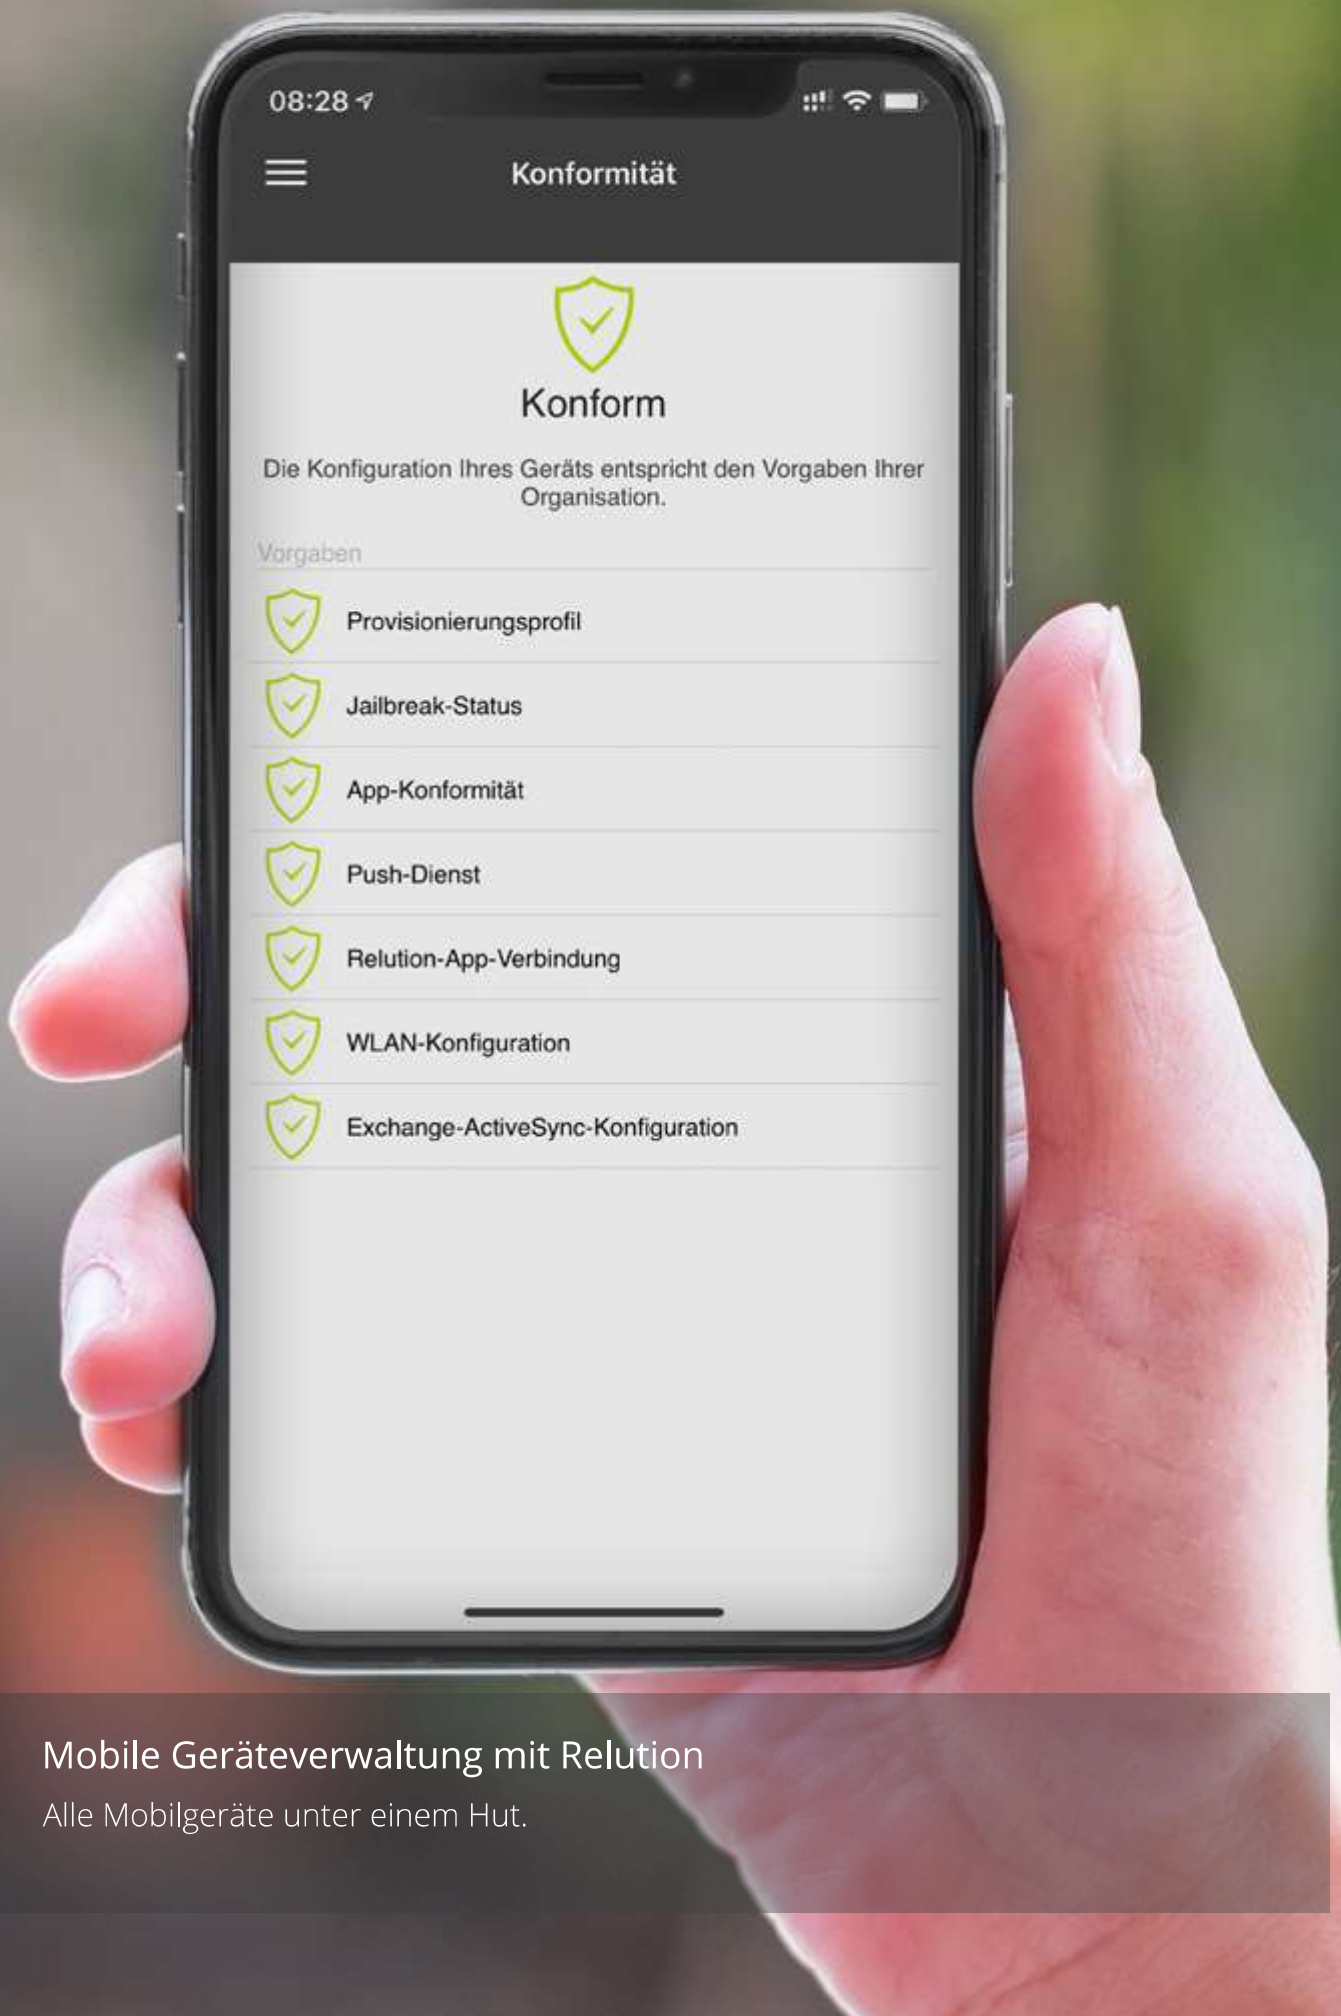 08:28
Konformität
Konform
Die Konfiguration Ihres Geräts entspricht den Vorgaben Ihrer
Organisation.
Vorgaben
Provisionierungsprofil
Jailbreak-Status
App-Konformität
Push-Dienst
Relution-App-Verbindung
WLAN-Konfiguration
Exchange-ActiveSync-Konfiguration
Mobile Geräteverwaltung mit Relution
Alle Mobilgeräte unter einem Hut.